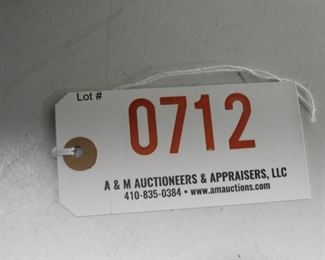 Lot #
0712
A & M AUCTIONEERS & APPRAISERS, LLC
410-835-0384 • www.amauctions.com